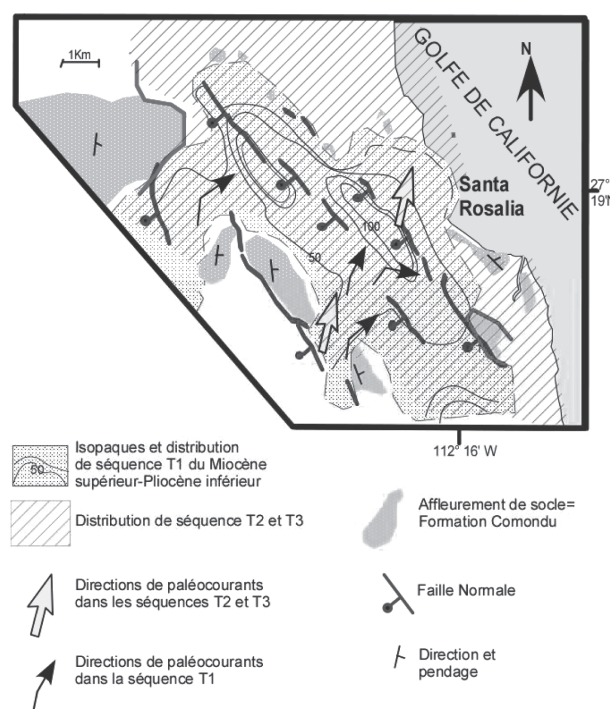 1Km
N
GOLFE DE CALIFORNIE
27°
19'N
Santa
Rosalia
100
50
112° 16' W
50
Isopaques et distribution
de séquence T1 du Miocène
supérieur-Pliocène inférieur
Distribution de séquence T2 et T3
Directions de paléocourants
dans les séquences T2 et T3
Directions de paléocourants
dans la séquence T1
Affleurement de socle=
Formation Comondu
Faille Normale
Direction et
pendage